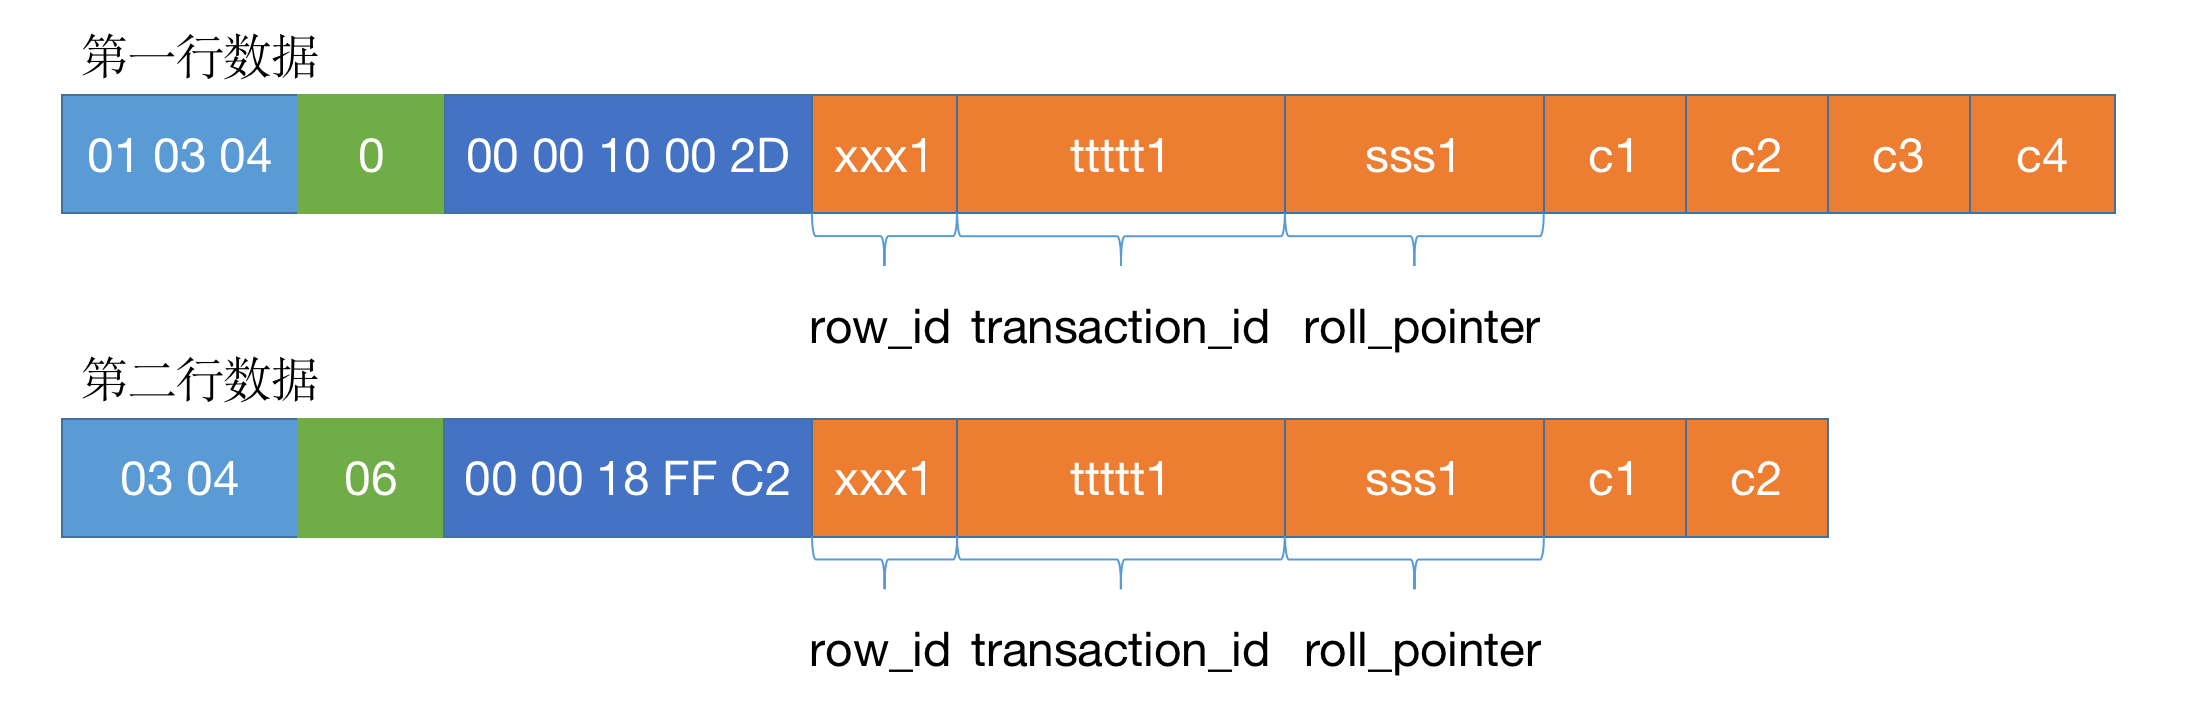 第一行数据
01 03 04 0 00 00 10 00 2D xxx1 ttttt1 sss1 c1 c2 c3 c4
row_id transaction_id roll_pointer
第二行数据
03 04 06 00 00 18 FF C2 xxx1 ttttt1 sss1 c1 c2
row_id transaction_id roll_pointer